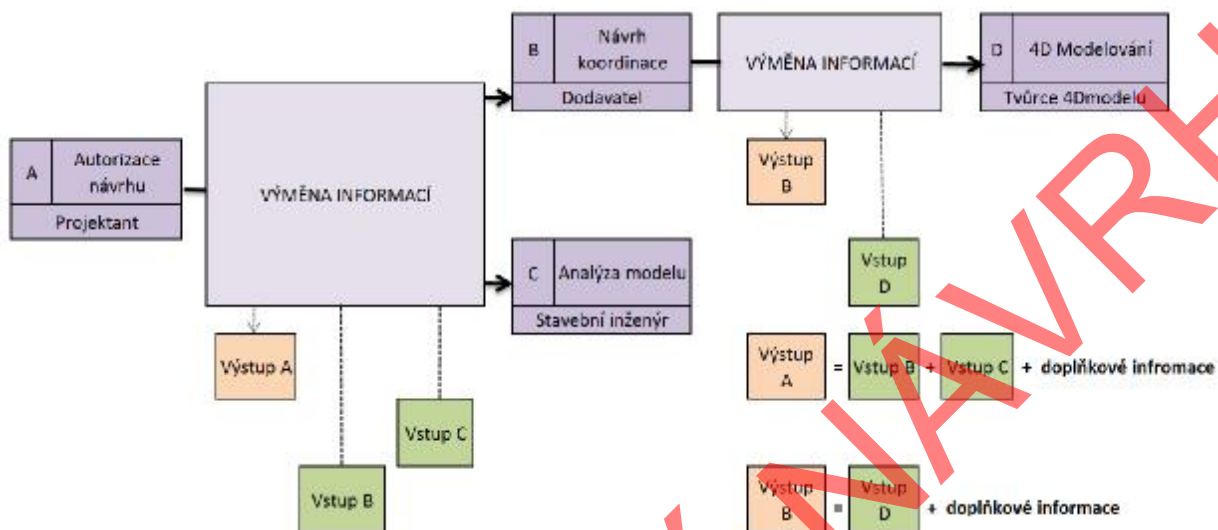 A
Autorizace
návrhu
Projektant
VÝMĚNA INFORMACÍ
B
Návrh
koordinace
Dodavatel
VÝMĚNA INFORMACÍ
D
4D Modelování
Tvůrce 4Dmodelu
C
Analýza modelu
Stavební inženýr
Výstup A
Vstup B
Vstup C
Výstup
B
Vstup
D
Výstup
A
=
Vstup B
+
Vstup C
+ doplňkové infromace
Výstup
B
=
Vstup
D
+ doplňkové informace
NÁVRH